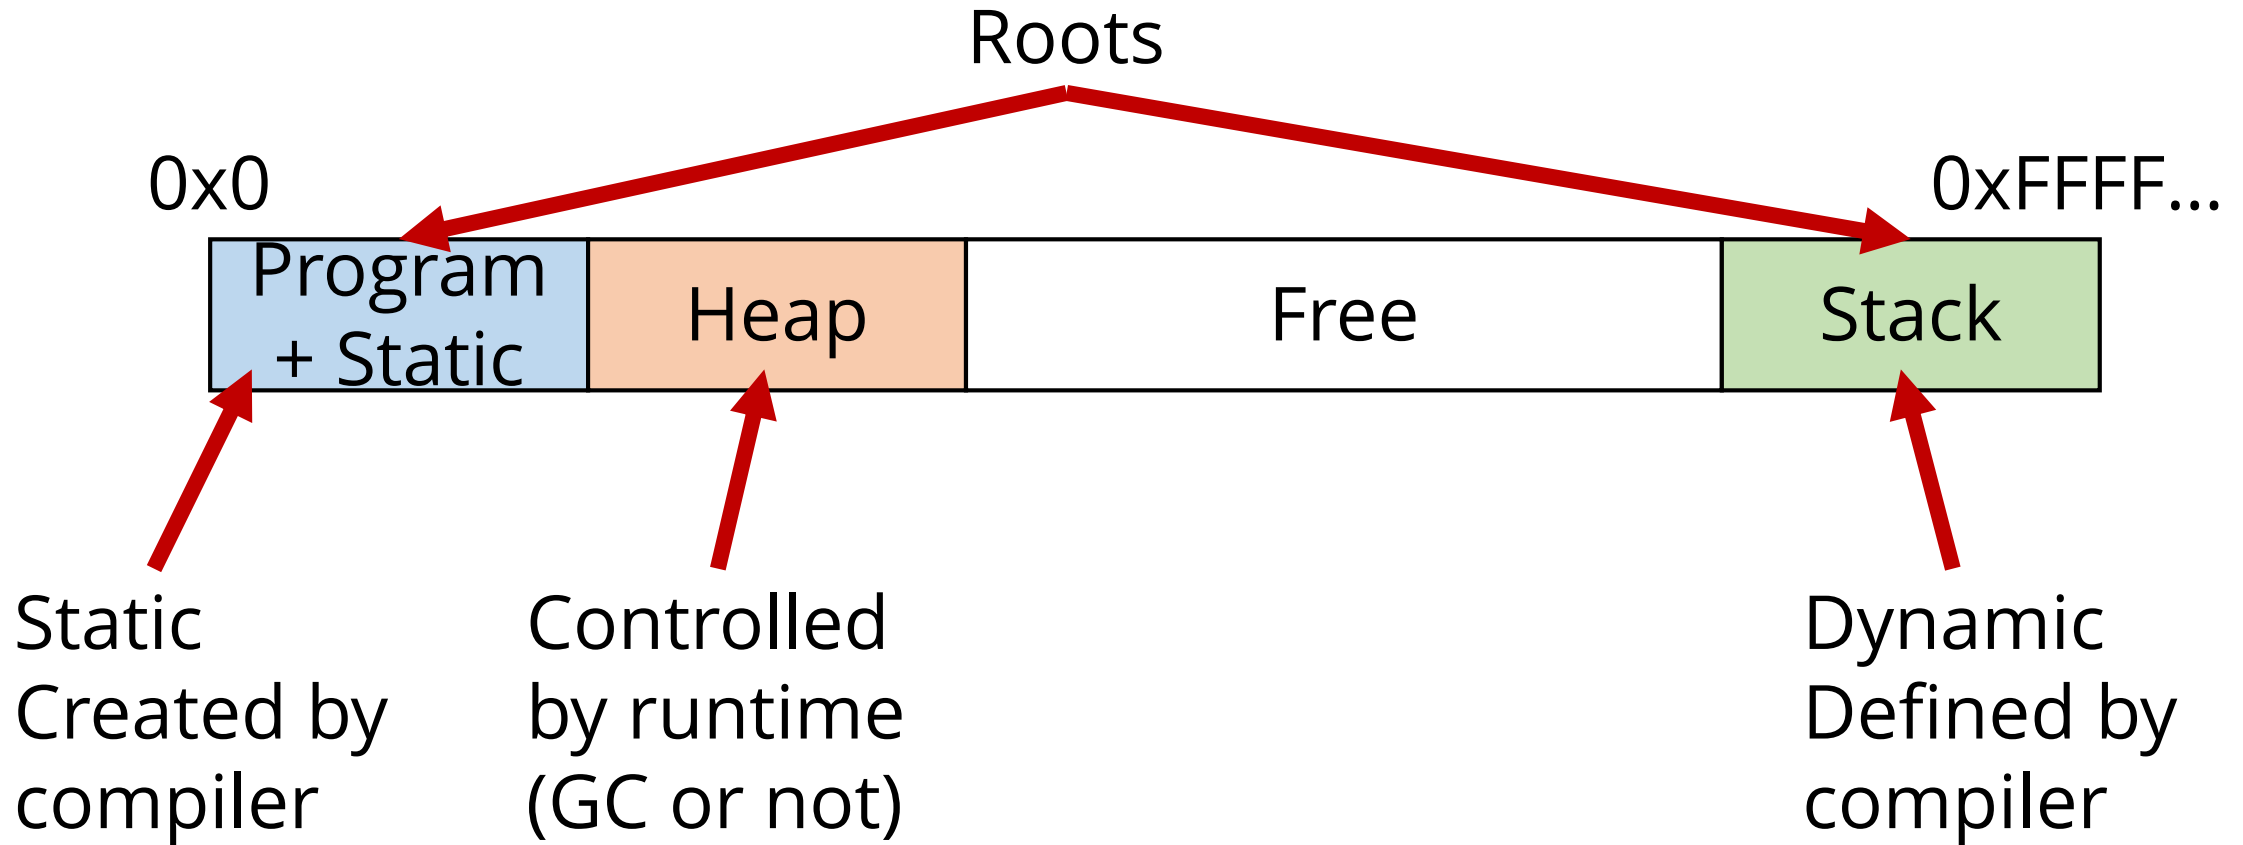 Roots
0x0
0xFFFF...
Program
+ Static
Heap
Free
Stack
Static
Created by
compiler
Controlled
by runtime
(GC or not)
Dynamic
Defined by
compiler